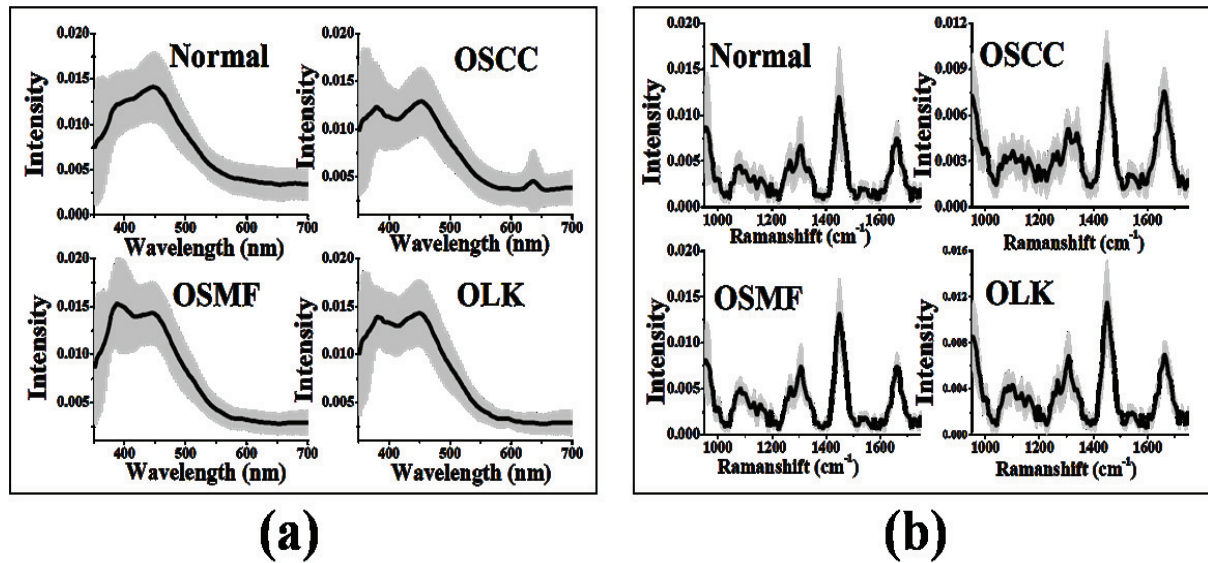 Normal
Intensity
0.020
0.015
0.010
0.005
0.000
400 500 600 700
Wavelength (nm)
OSCC
Intensity
0.020
0.015
0.010
0.005
400 500 600 700
Wavelength (nm)
OSMF
Intensity
0.020
0.015
0.010
0.005
400 500 600 700
Wavelength (nm)
OLK
Intensity
0.020
0.015
0.010
0.005
400 500 600 700
Wavelength (nm)
(a)
Normal
Intensity
0.020
0.015
0.010
0.005
0.000
1000 1200 1400 1600
Ramanshift (cm⁻¹)
OSCC
Intensity
0.012
0.009
0.006
0.003
0.000
1000 1200 1400 1600
Ramanshift (cm⁻¹)
OSMF
Intensity
0.020
0.015
0.010
0.005
0.000
1000 1200 1400 1600
Ramanshift (cm⁻¹)
OLK
Intensity
0.016
0.012
0.008
0.004
0.000
1000 1200 1400 1600
Ramanshift (cm⁻¹)
(b)